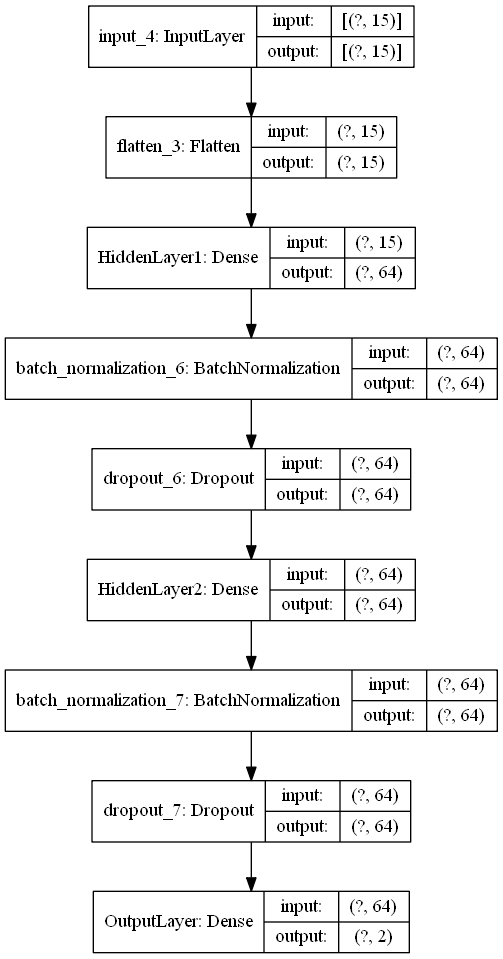 input_4: InputLayer input: [(?, 15)]
output: [(?, 15)]
flatten_3: Flatten input: (?, 15)
output: (?, 15)
HiddenLayer1: Dense input: (?, 15)
output: (?, 64)
batch_normalization_6: BatchNormalization input: (?, 64)
output: (?, 64)
dropout_6: Dropout input: (?, 64)
output: (?, 64)
HiddenLayer2: Dense input: (?, 64)
output: (?, 64)
batch_normalization_7: BatchNormalization input: (?, 64)
output: (?, 64)
dropout_7: Dropout input: (?, 64)
output: (?, 64)
OutputLayer: Dense input: (?, 64)
output: (?, 2)